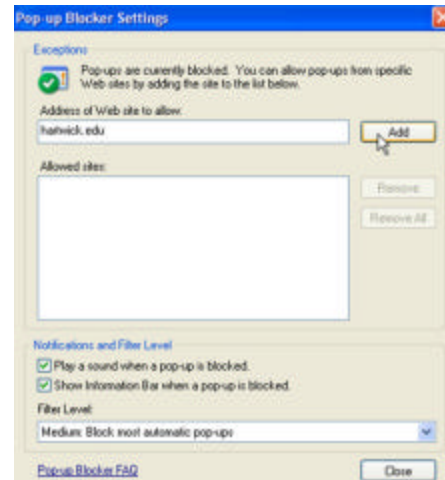 Pop-up Blocker Settings
Exceptions
Pop-ups are currently blocked. You can allow pop-ups from specific
Web sites by adding the site to the list below.
Address of Web site to allow:
hartwick.edu
Add
Allowed sites:
Remove
Remove All
Notifications and Filter Level
Play a sound when a pop-up is blocked.
Show Information Bar when a pop-up is blocked.
Filter Level:
Medium: Block most automatic pop-ups
Pop-up Blocker FAQ
Close